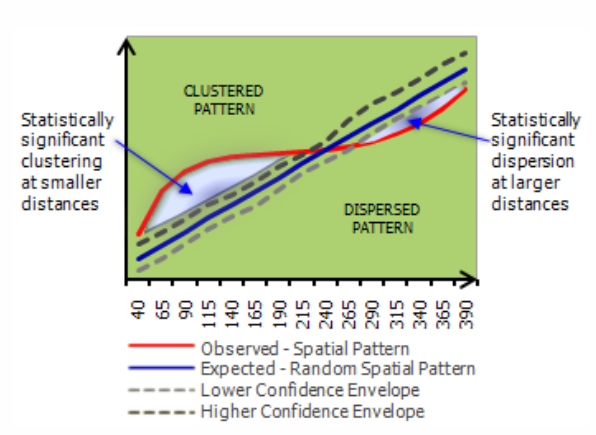 CLUSTERED
PATTERN
Statistically
significant
clustering
at smaller
distances
Statistically
significant
dispersion
at larger
distances
DISPERSED
PATTERN
40
65
90
115
140
165
190
215
240
265
290
315
340
365
390
Observed - Spatial Pattern
Expected - Random Spatial Pattern
Lower Confidence Envelope
Higher Confidence Envelope